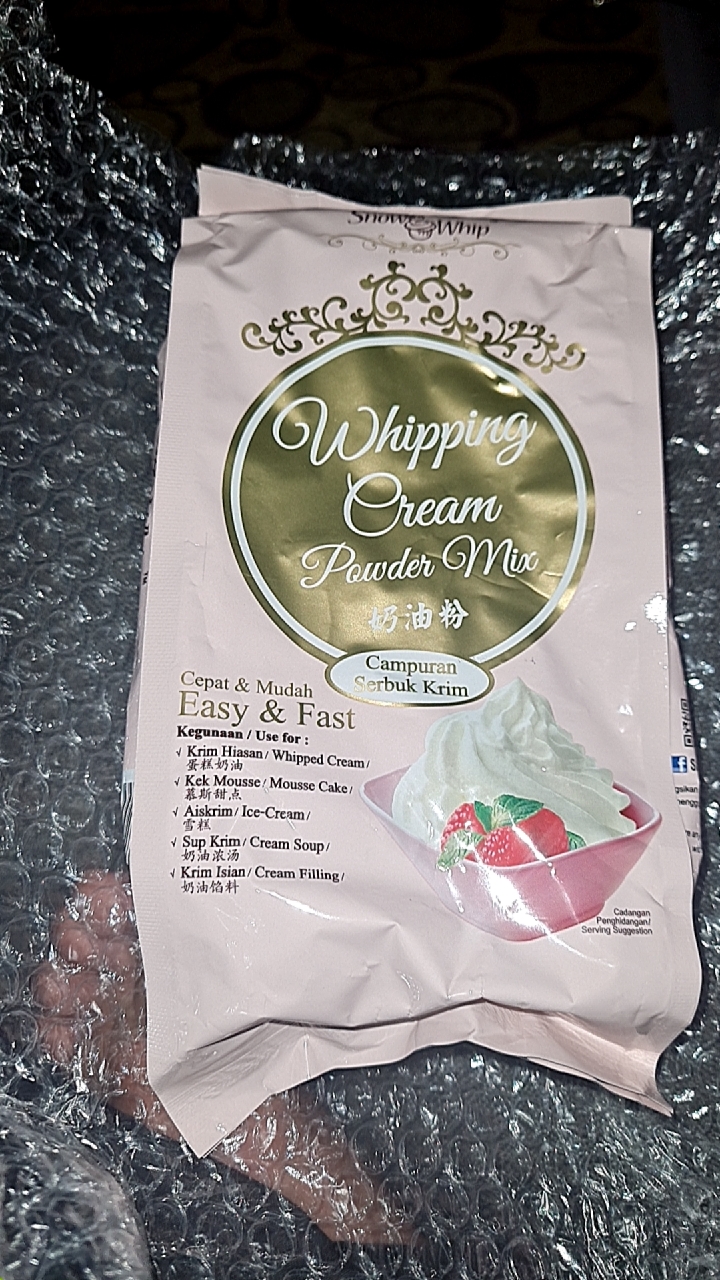 Snow Whip
Whipping
Cream
Powder Mix
奶油粉
Campuran
Serbuk Krim
Cepat & Mudah
Easy & Fast
Kegunaan / Use for :
√ Krim Hiasan / Whipped Cream /
蛋糕奶油
√ Kek Mousse / Mousse Cake /
慕斯甜点
√ Aiskrim / Ice-Cream /
雪糕
√ Sup Krim / Cream Soup /
奶油浓汤
√ Krim Isian / Cream Filling /
奶油馅料
Cadangan
Penghidangan/
Serving Suggestion